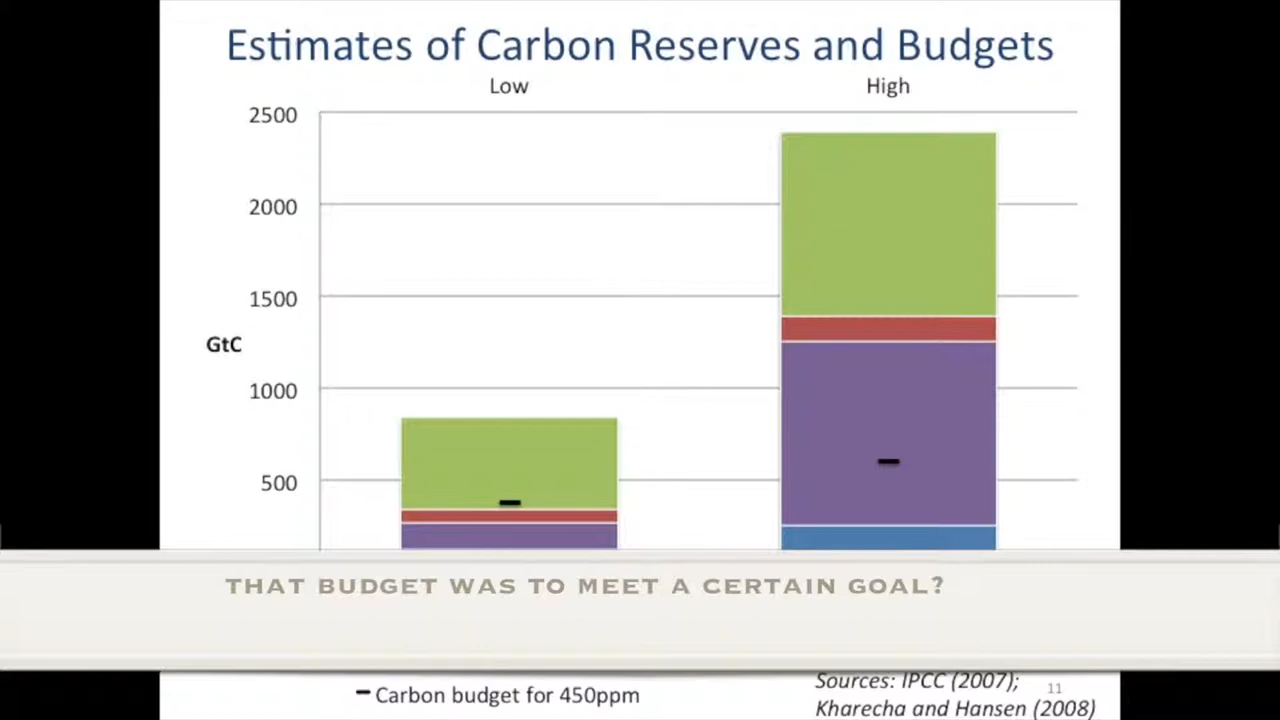 Estimates of Carbon Reserves and Budgets
Low High
2500
2000
1500
GtC
1000
500
THAT BUDGET WAS TO MEET A CERTAIN GOAL?
Carbon budget for 450ppm
Sources: IPCC (2007);
Kharecha and Hansen (2008)
11